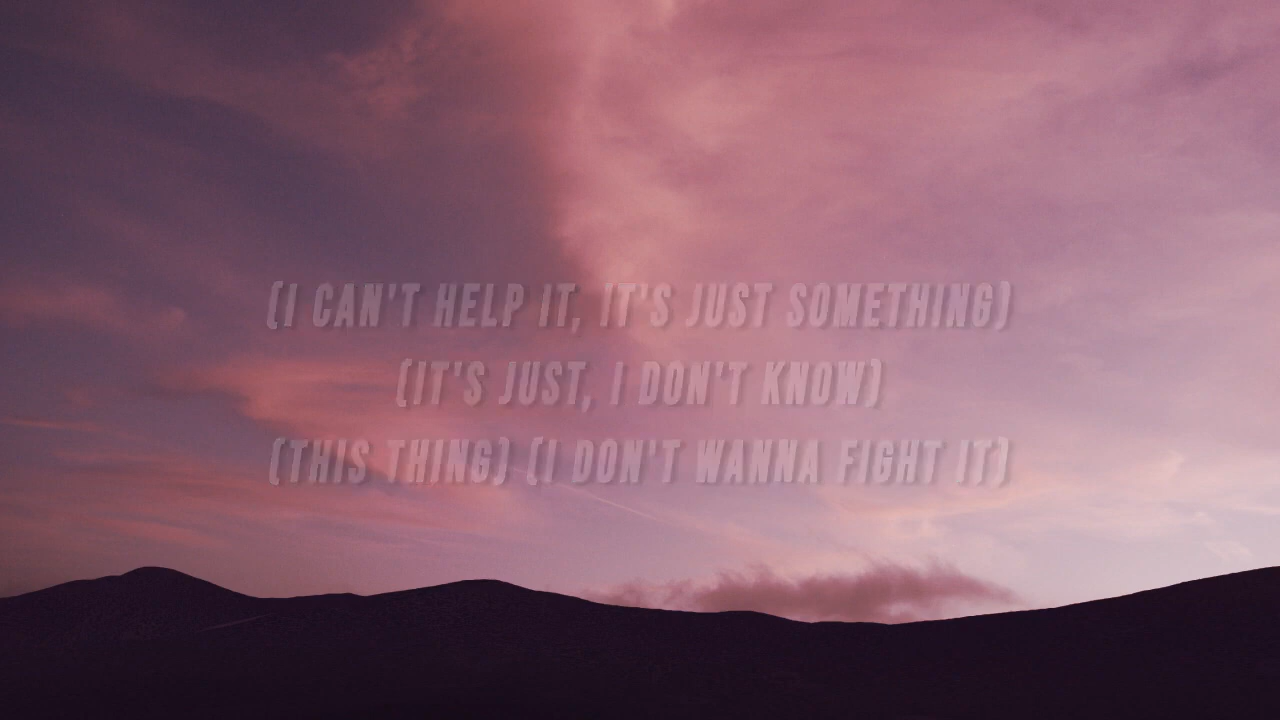 (I CAN'T HELP IT, IT'S JUST SOMETHING)
(IT'S JUST, I DON'T KNOW)
(THIS THING) (I DON'T WANNA FIGHT IT)